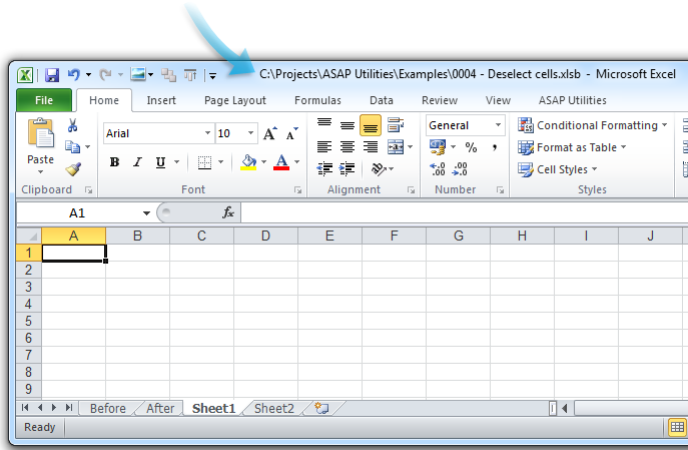 C:\Projects\ASAP Utilities\Examples\0004 - Deselect cells.xlsb - Microsoft Excel
File Home Insert Page Layout Formulas Data Review View ASAP Utilities
Arial 10 A A General Conditional Formatting
Paste B I U A % , Format as Table
.00 .00 Cell Styles
Clipboard Font Alignment Number Styles
A1 fx
A B C D E F G H I J
1
2
3
4
5
6
7
8
9
Before After Sheet1 Sheet2
Ready